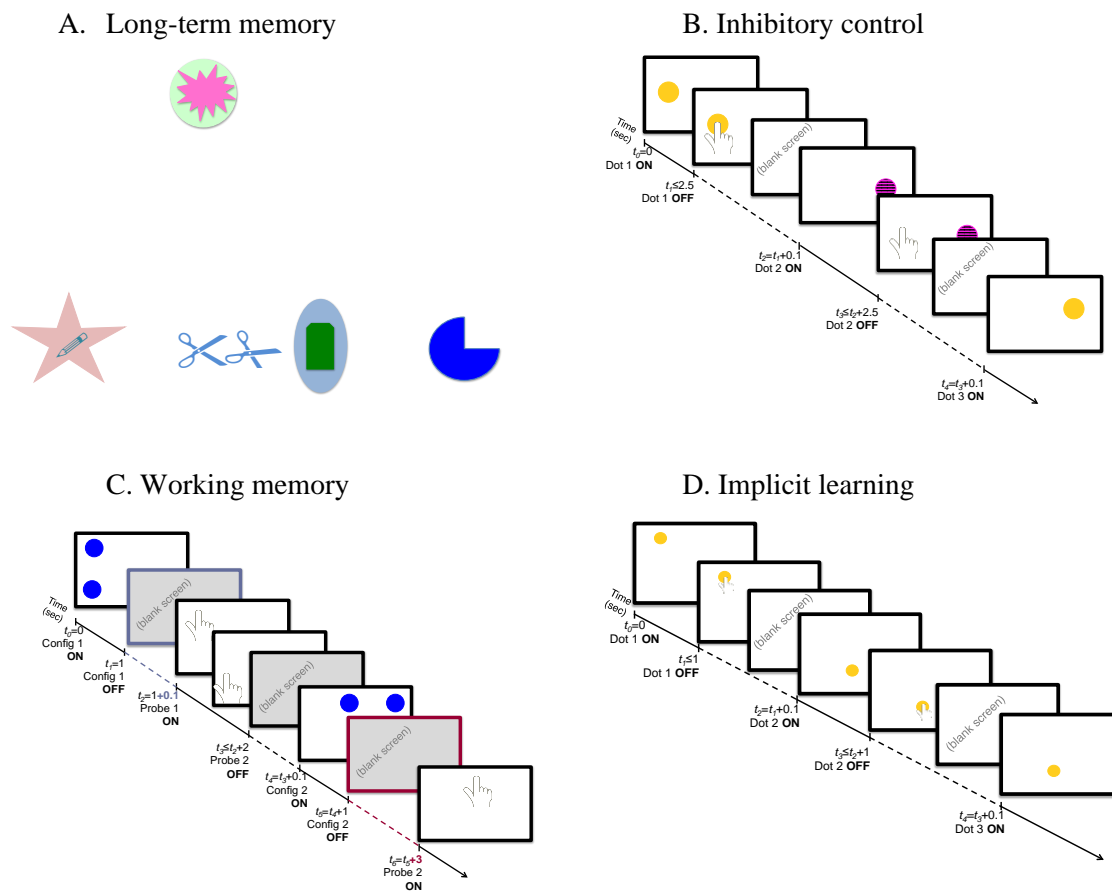 A. Long-term memory
B. Inhibitory control
(blank screen)
(blank screen)
Time
(sec)
t₀=0
Dot 1 ON
t₁≤2.5
Dot 1 OFF
t₂=t₁+0.1
Dot 2 ON
t₃≤t₂+2.5
Dot 2 OFF
t₄=t₃+0.1
Dot 3 ON
C. Working memory
(blank screen)
(blank screen)
(blank screen)
Time
(sec)
t₀=0
Config 1
ON
t₁=1
Config 1
OFF
t₂=1+0.1
Probe 1
ON
t₃≤t₂+2
Probe 2
OFF
t₄=t₃+0.1
Config 2
ON
t₅=t₄+1
Config 2
OFF
t₆=t₅+3
Probe 2
ON
D. Implicit learning
(blank screen)
(blank screen)
Time
(sec)
t₀=0
Dot 1 ON
t₁≤1
Dot 1 OFF
t₂=t₁+0.1
Dot 2 ON
t₃≤t₂+1
Dot 2 OFF
t₄=t₃+0.1
Dot 3 ON